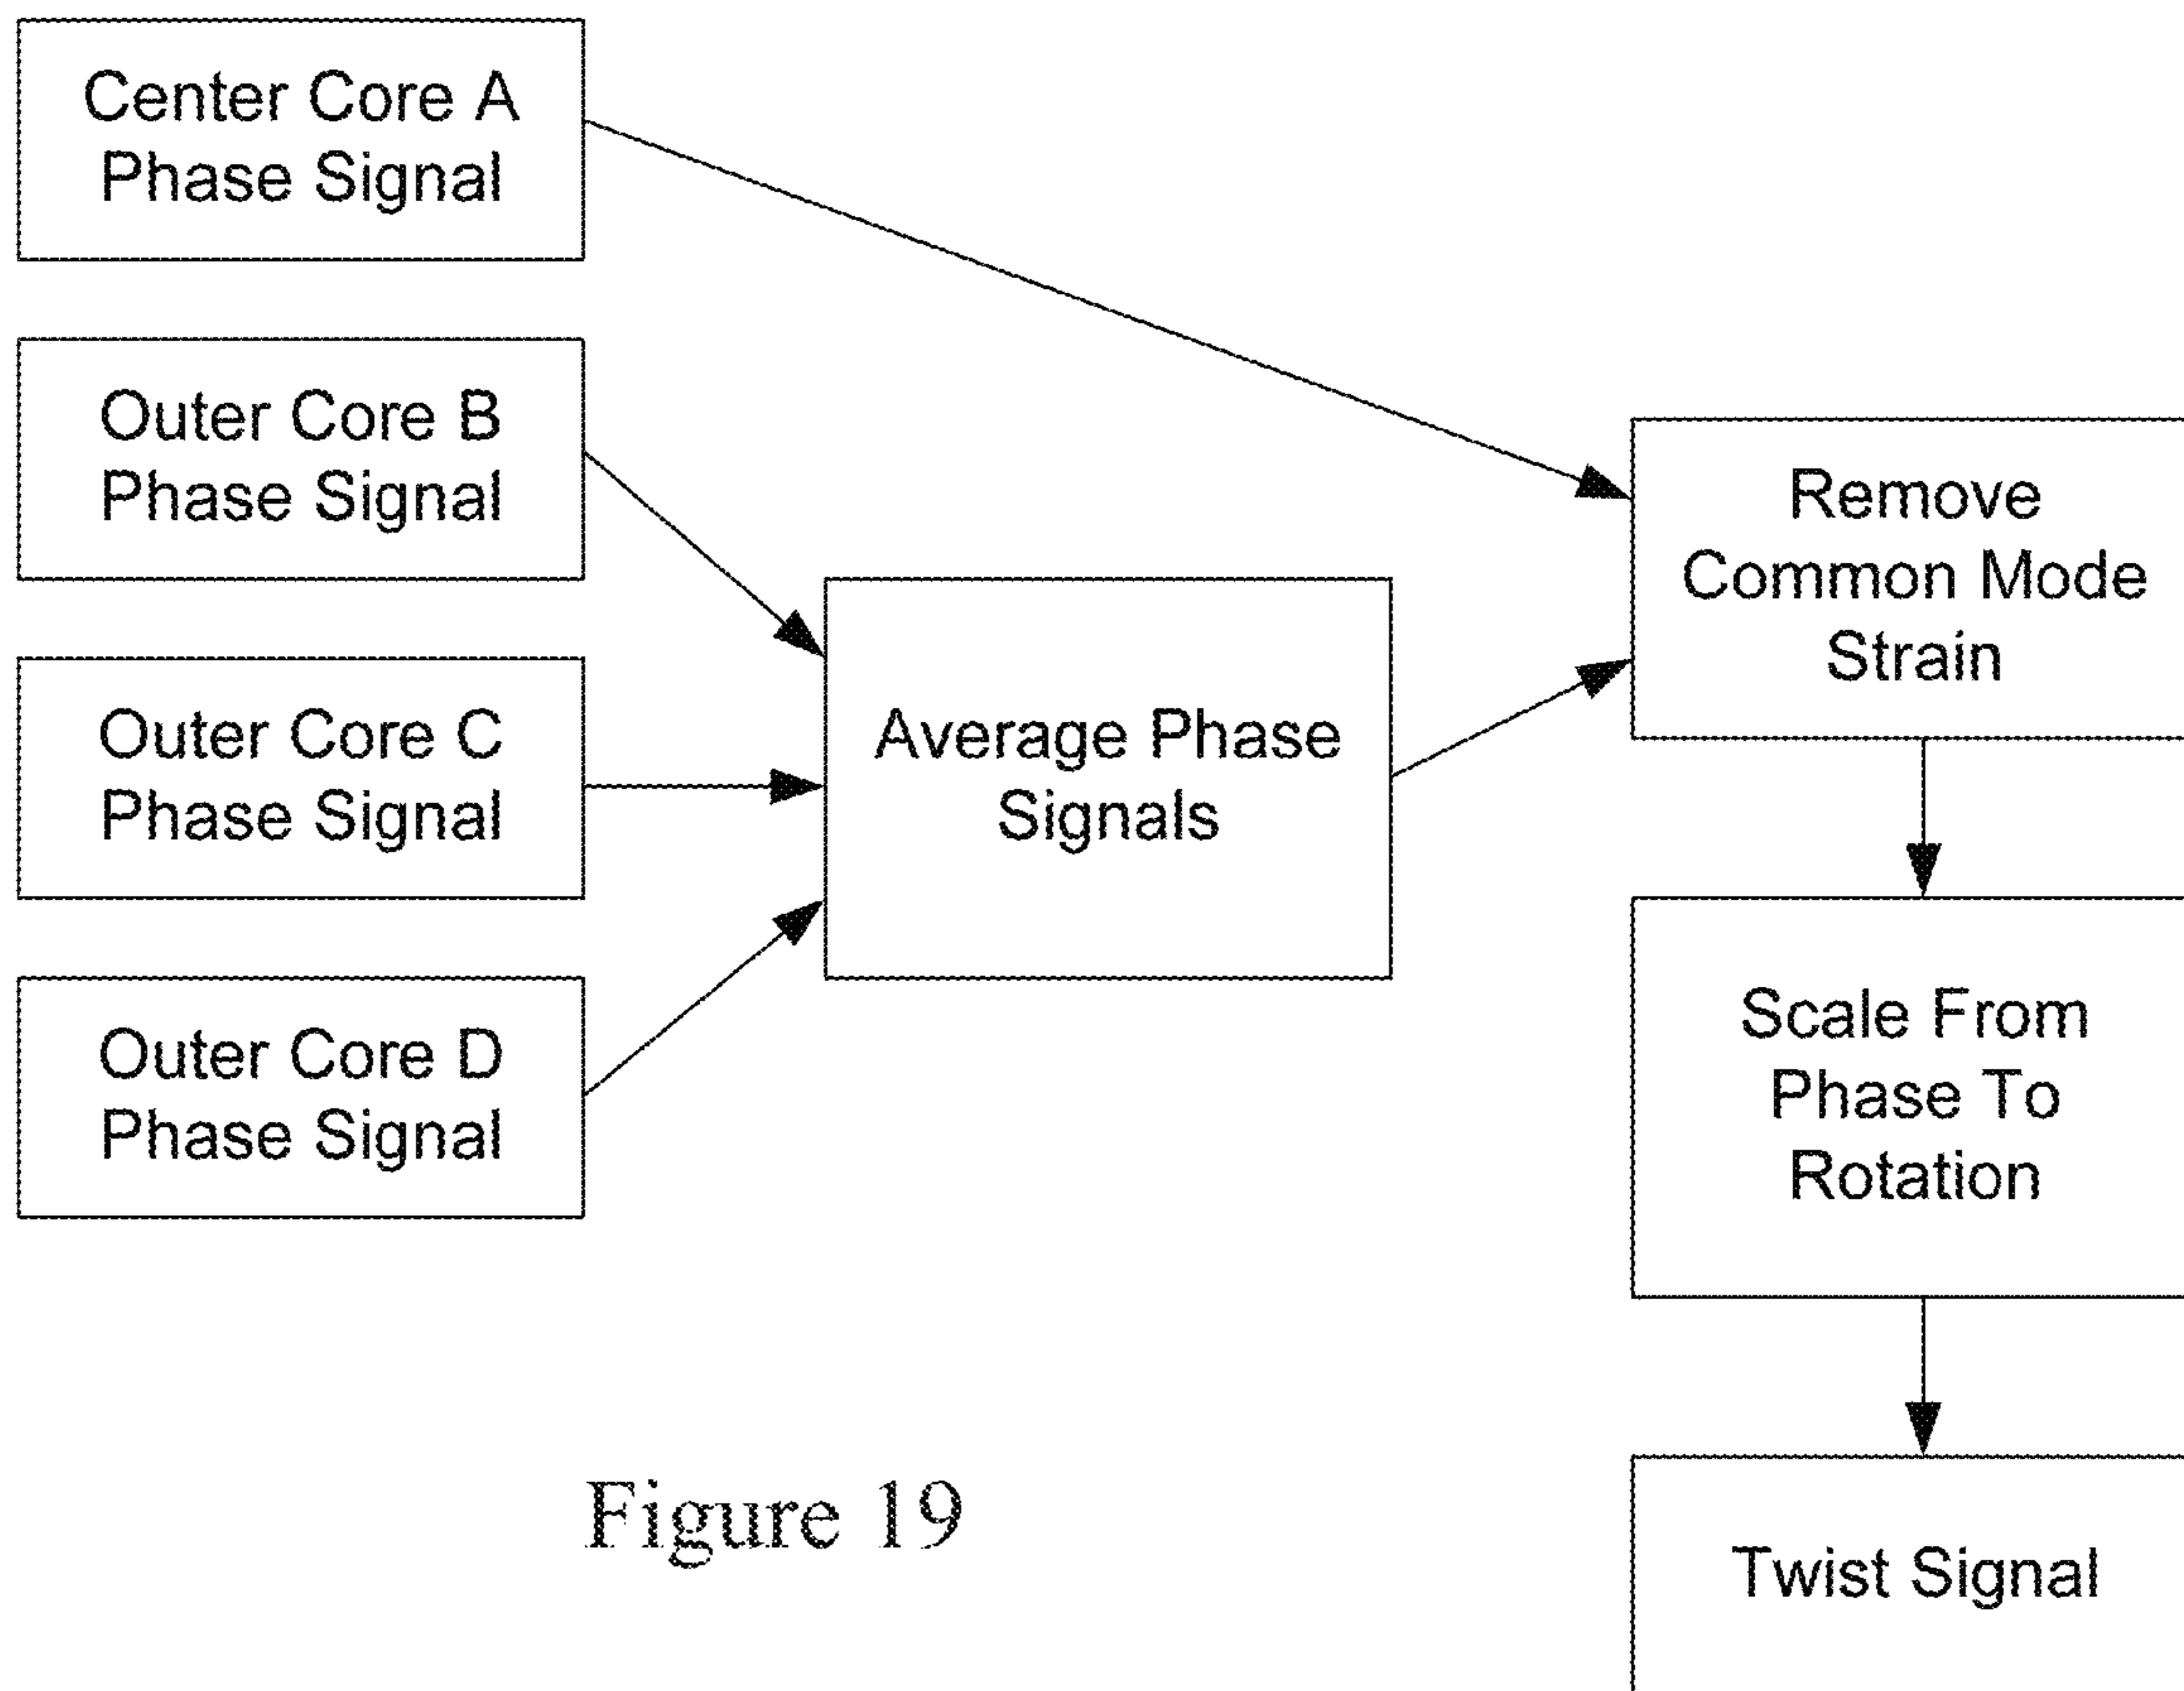 Center Core A
Phase Signal
Outer Core B
Phase Signal
Outer Core C
Phase Signal
Outer Core D
Phase Signal
Average Phase
Signals
Remove
Common Mode
Strain
Scale From
Phase To
Rotation
Twist Signal
Figure 19